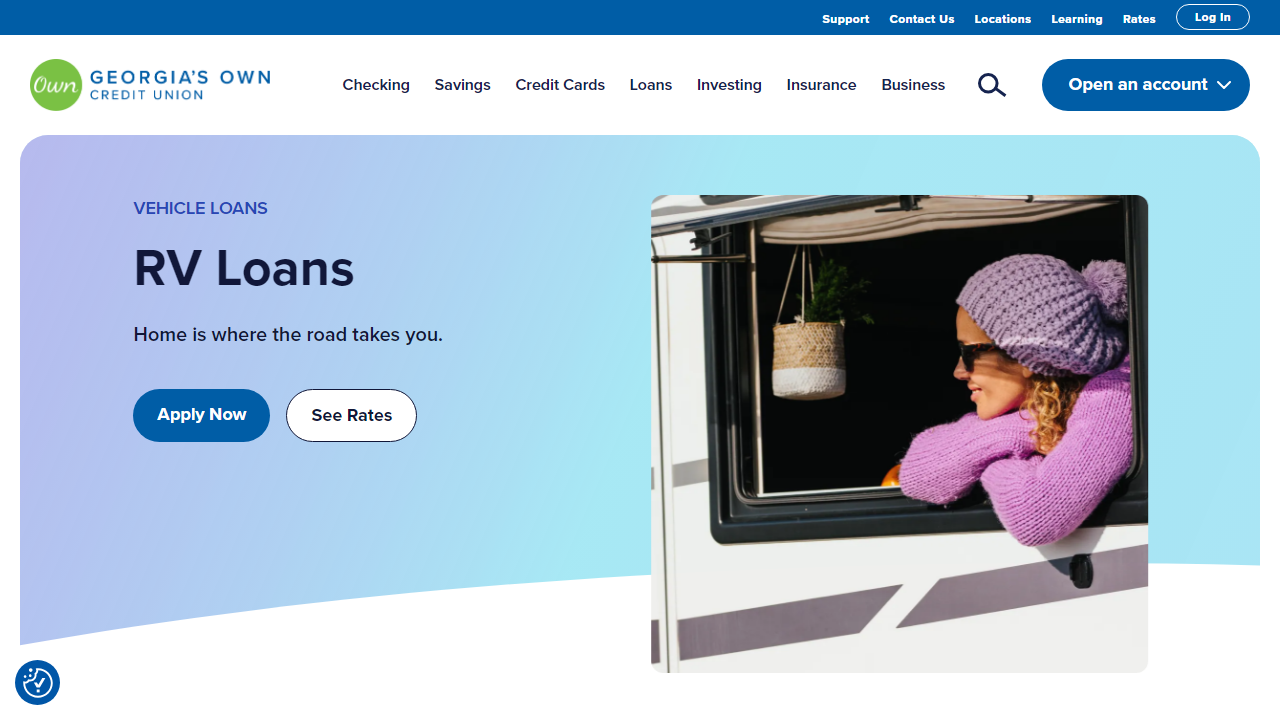 Support Contact Us Locations Learning Rates Log In
Own GEORGIA'S OWN
CREDIT UNION
Checking Savings Credit Cards Loans Investing Insurance Business Open an account
VEHICLE LOANS
RV Loans
Home is where the road takes you.
Apply Now See Rates